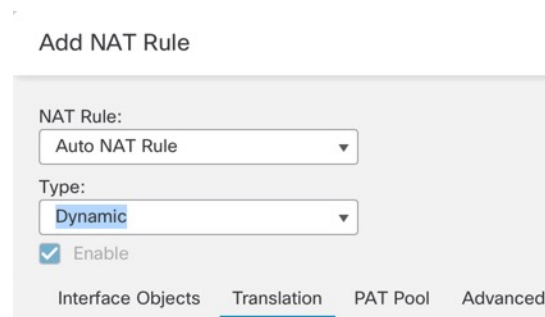 Add NAT Rule
NAT Rule:
Auto NAT Rule
Type:
Dynamic
Enable
Interface Objects Translation PAT Pool Advanced